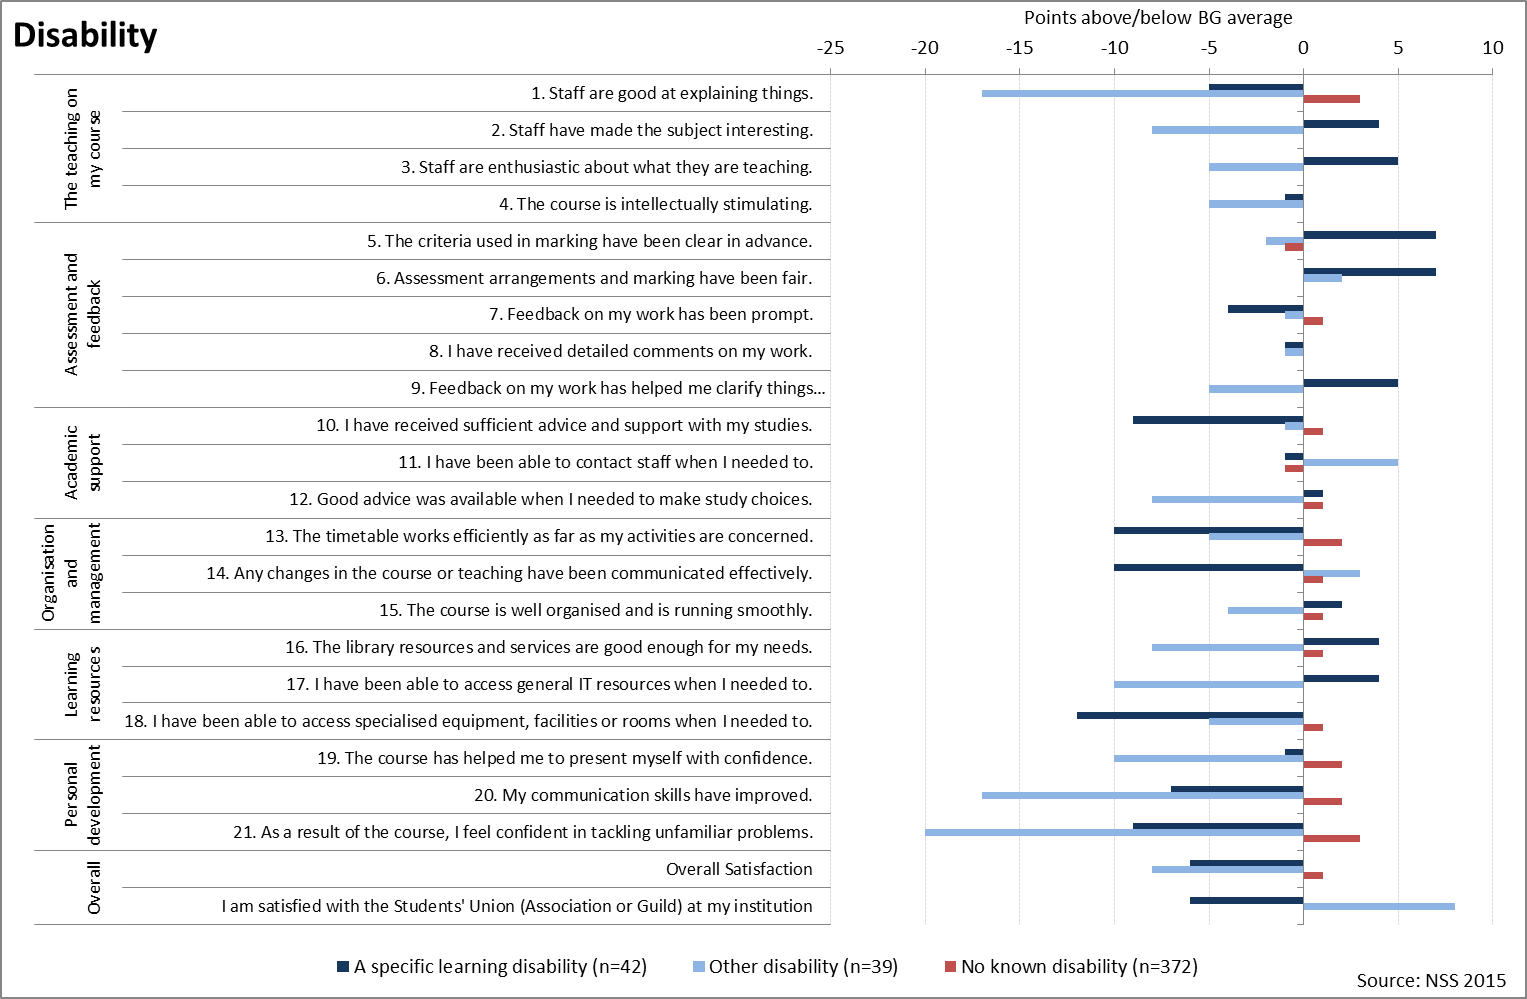 Disability
Points above/below BG average
-25 -20 -15 -10 -5 0 5 10
The teaching on
my course
1. Staff are good at explaining things.
2. Staff have made the subject interesting.
3. Staff are enthusiastic about what they are teaching.
4. The course is intellectually stimulating.
Assessment and
feedback
5. The criteria used in marking have been clear in advance.
6. Assessment arrangements and marking have been fair.
7. Feedback on my work has been prompt.
8. I have received detailed comments on my work.
9. Feedback on my work has helped me clarify things...
Academic
support
10. I have received sufficient advice and support with my studies.
11. I have been able to contact staff when I needed to.
12. Good advice was available when I needed to make study choices.
Organisation
and
management
13. The timetable works efficiently as far as my activities are concerned.
14. Any changes in the course or teaching have been communicated effectively.
15. The course is well organised and is running smoothly.
Learning
resources
16. The library resources and services are good enough for my needs.
17. I have been able to access general IT resources when I needed to.
18. I have been able to access specialised equipment, facilities or rooms when I needed to.
Personal
development
19. The course has helped me to present myself with confidence.
20. My communication skills have improved.
21. As a result of the course, I feel confident in tackling unfamiliar problems.
Overall
Overall Satisfaction
I am satisfied with the Students' Union (Association or Guild) at my institution
A specific learning disability (n=42) Other disability (n=39) No known disability (n=372)
Source: NSS 2015